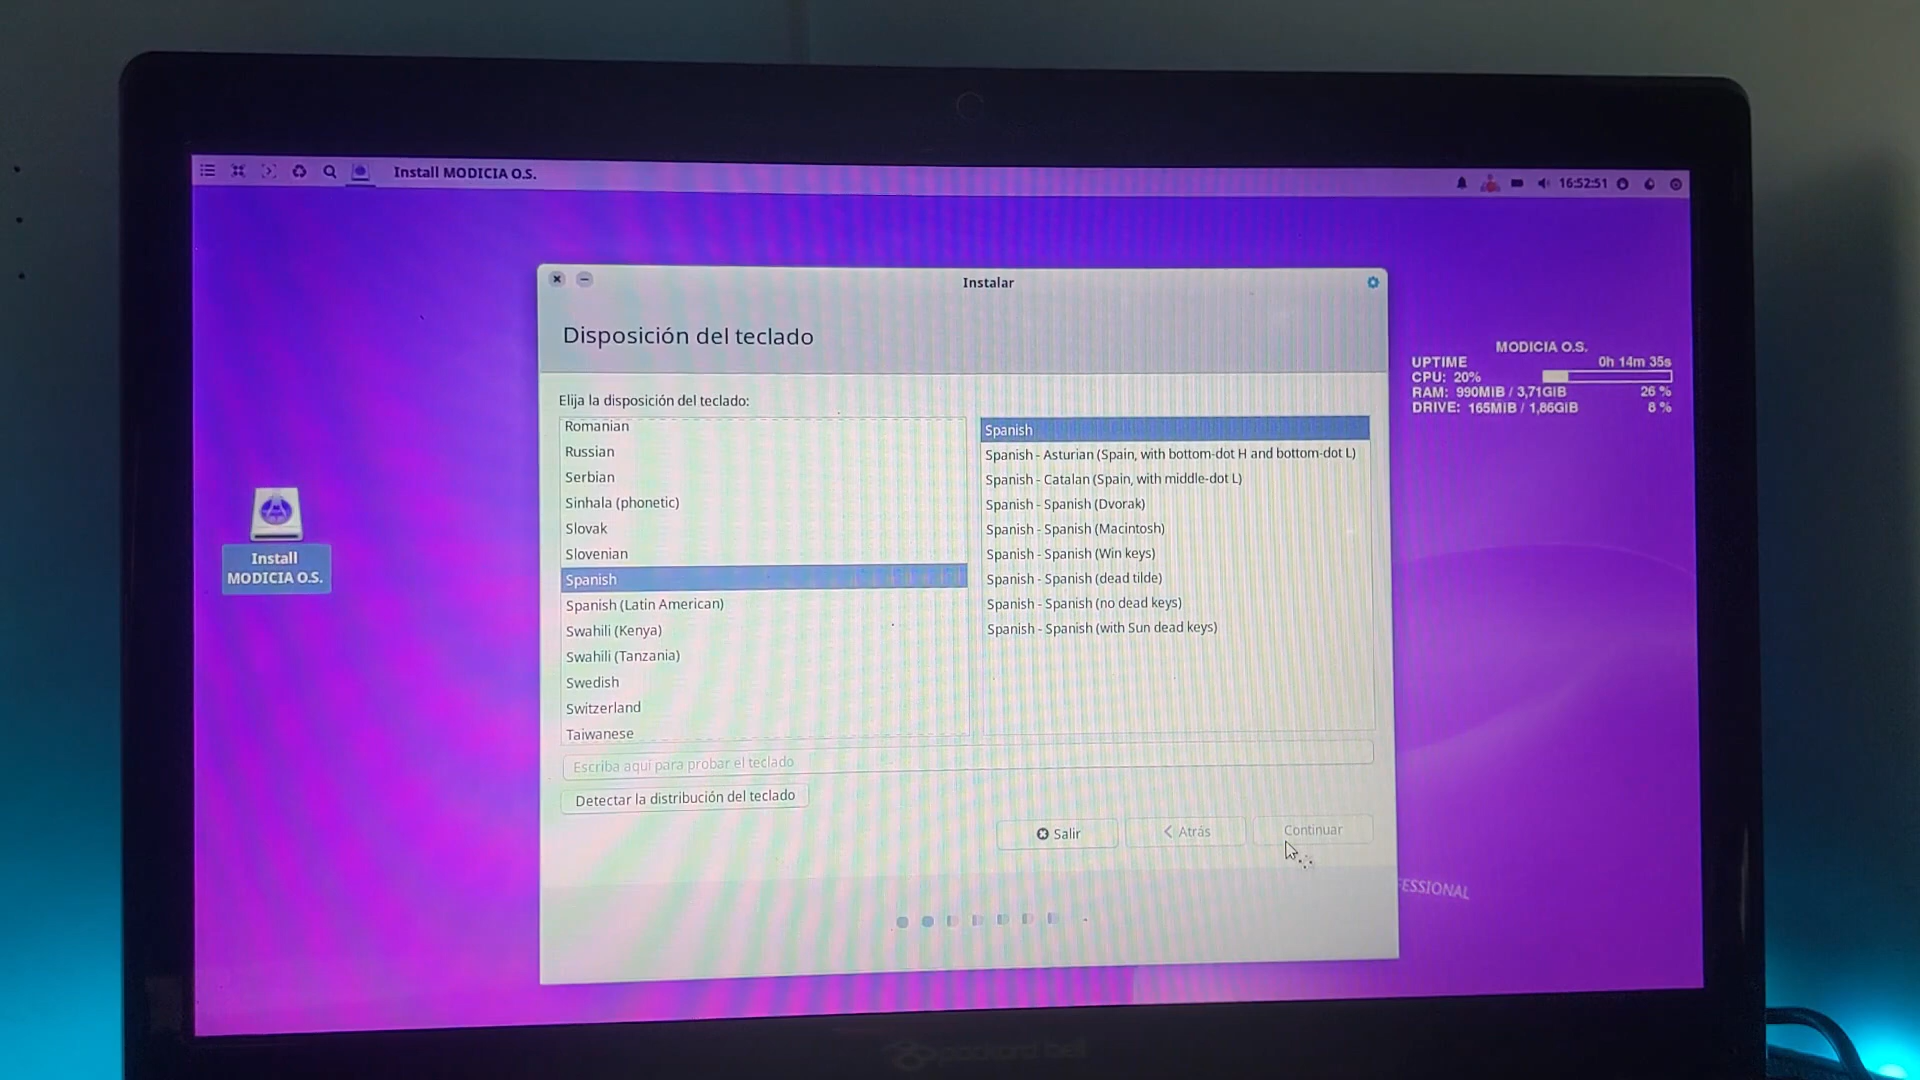 Install MODICIA O.S.
16:52:51
Instalar
Disposición del teclado
Elija la disposición del teclado:
Romanian
Russian
Serbian
Sinhala (phonetic)
Slovak
Slovenian
Spanish
Spanish (Latin American)
Swahili (Kenya)
Swahili (Tanzania)
Swedish
Switzerland
Taiwanese
Spanish
Spanish - Asturian (Spain, with bottom-dot H and bottom-dot L)
Spanish - Catalan (Spain, with middle-dot L)
Spanish - Spanish (Dvorak)
Spanish - Spanish (Macintosh)
Spanish - Spanish (Win keys)
Spanish - Spanish (dead tilde)
Spanish - Spanish (no dead keys)
Spanish - Spanish (with Sun dead keys)
Escriba aquí para probar el teclado
Detectar la distribución del teclado
Salir
Atrás
Continuar
MODICIA O.S.
UPTIME 0h 14m 35s
CPU: 20%
RAM: 990MIB / 3,71GIB 26 %
DRIVE: 165MIB / 1,86GIB 8 %
Install
MODICIA O.S.
FESSIONAL
packard bell